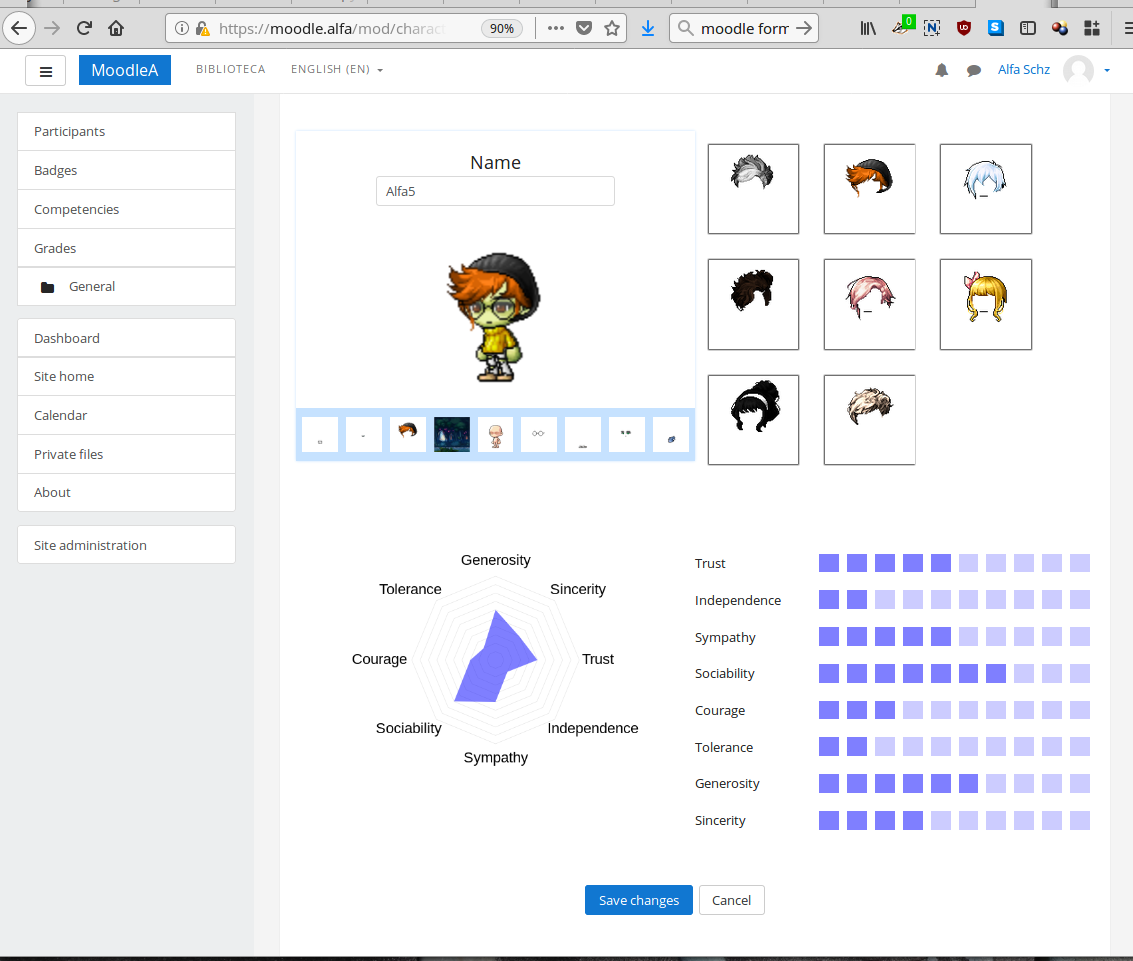 https://moodle.alfa/mod/charac
90%
moodle form
0
MoodleA
BIBLIOTECA
ENGLISH (EN)
Alfa Schz
Participants
Badges
Competencies
Grades
General
Dashboard
Site home
Calendar
Private files
About
Site administration
Name
Alfa5
Generosity
Tolerance
Sincerity
Courage
Trust
Sociability
Independence
Sympathy
Trust
Independence
Sympathy
Sociability
Courage
Tolerance
Generosity
Sincerity
Save changes
Cancel